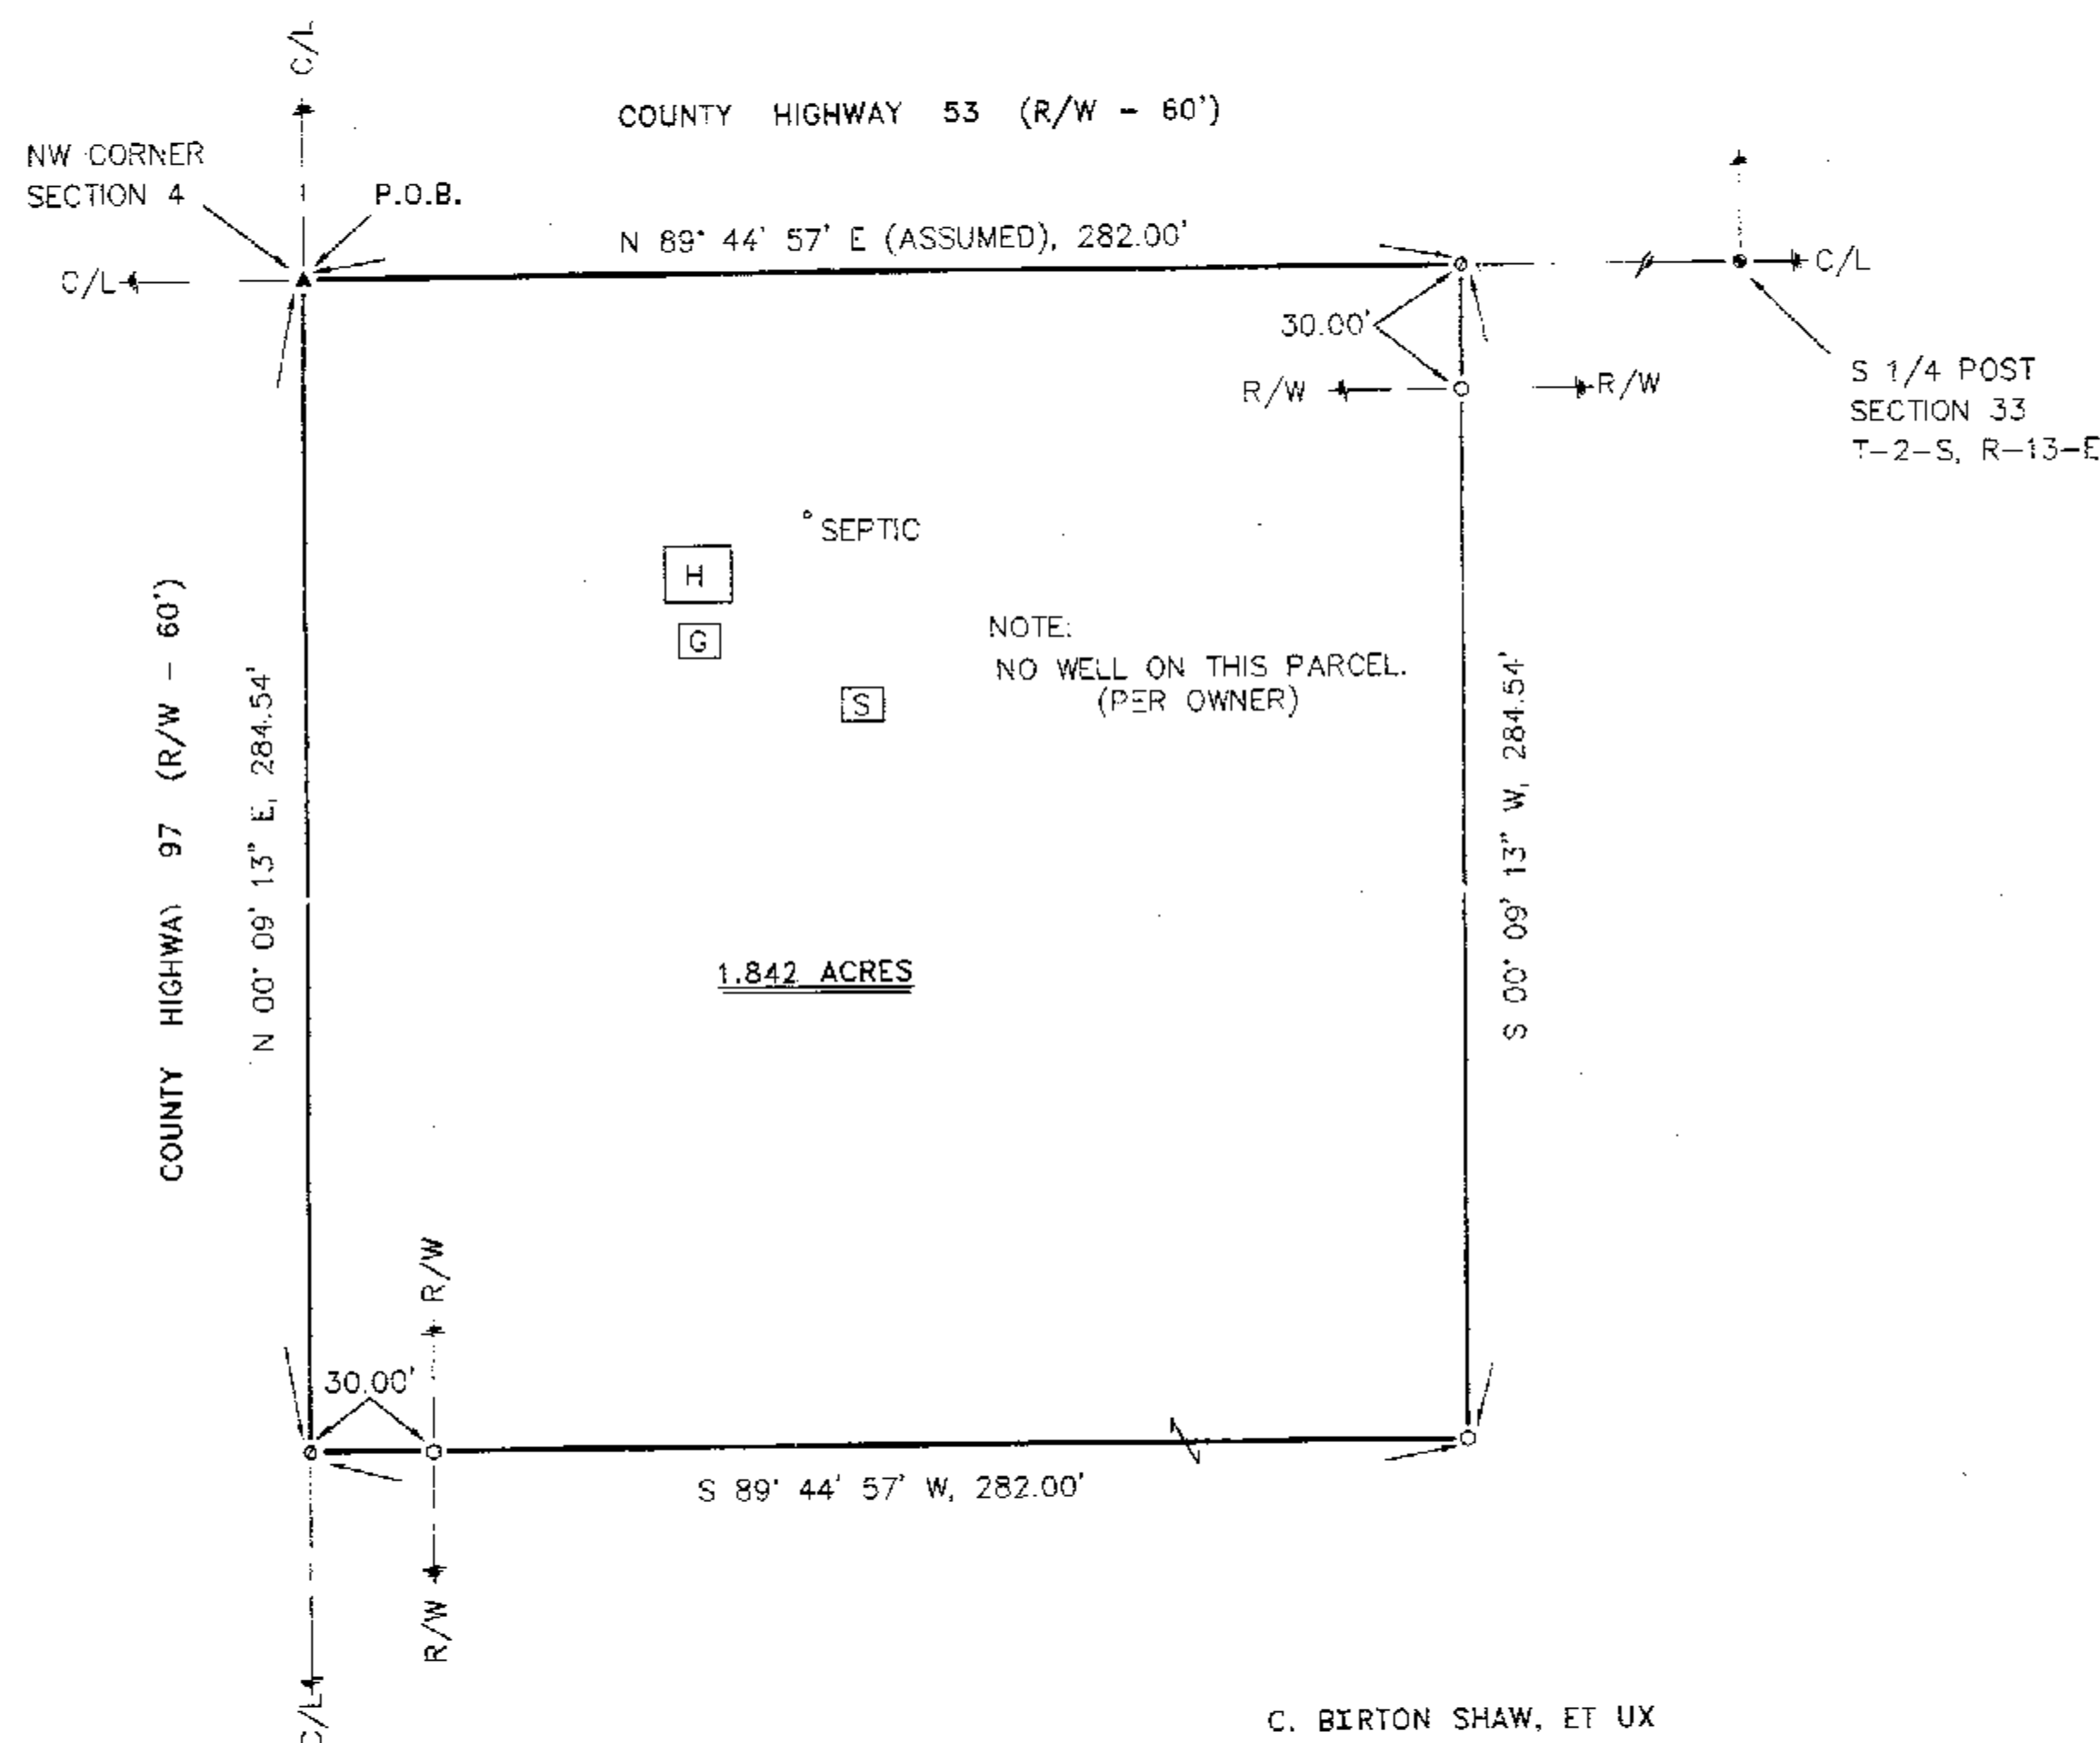 C/L
COUNTY HIGHWAY 53 (R/W - 60')
NW CORNER
SECTION 4
P.O.B.
N 89° 44' 57' E (ASSUMED), 282.00'
C/L
C/L
30.00'
R/W
R/W
S 1/4 POST
SECTION 33
T-2-S, R-13-E
SEPTIC
H
G
S
NOTE:
NO WELL ON THIS PARCEL.
(PER OWNER)
COUNTY HIGHWAY 97 (R/W - 60')
N 00° 09' 13" E, 284.54'
S 00° 09' 13" W, 284.54'
1.842 ACRES
R/W
30.00'
S 89° 44' 57' W, 282.00'
R/W
C/L
C. BIRTON SHAW, ET UX